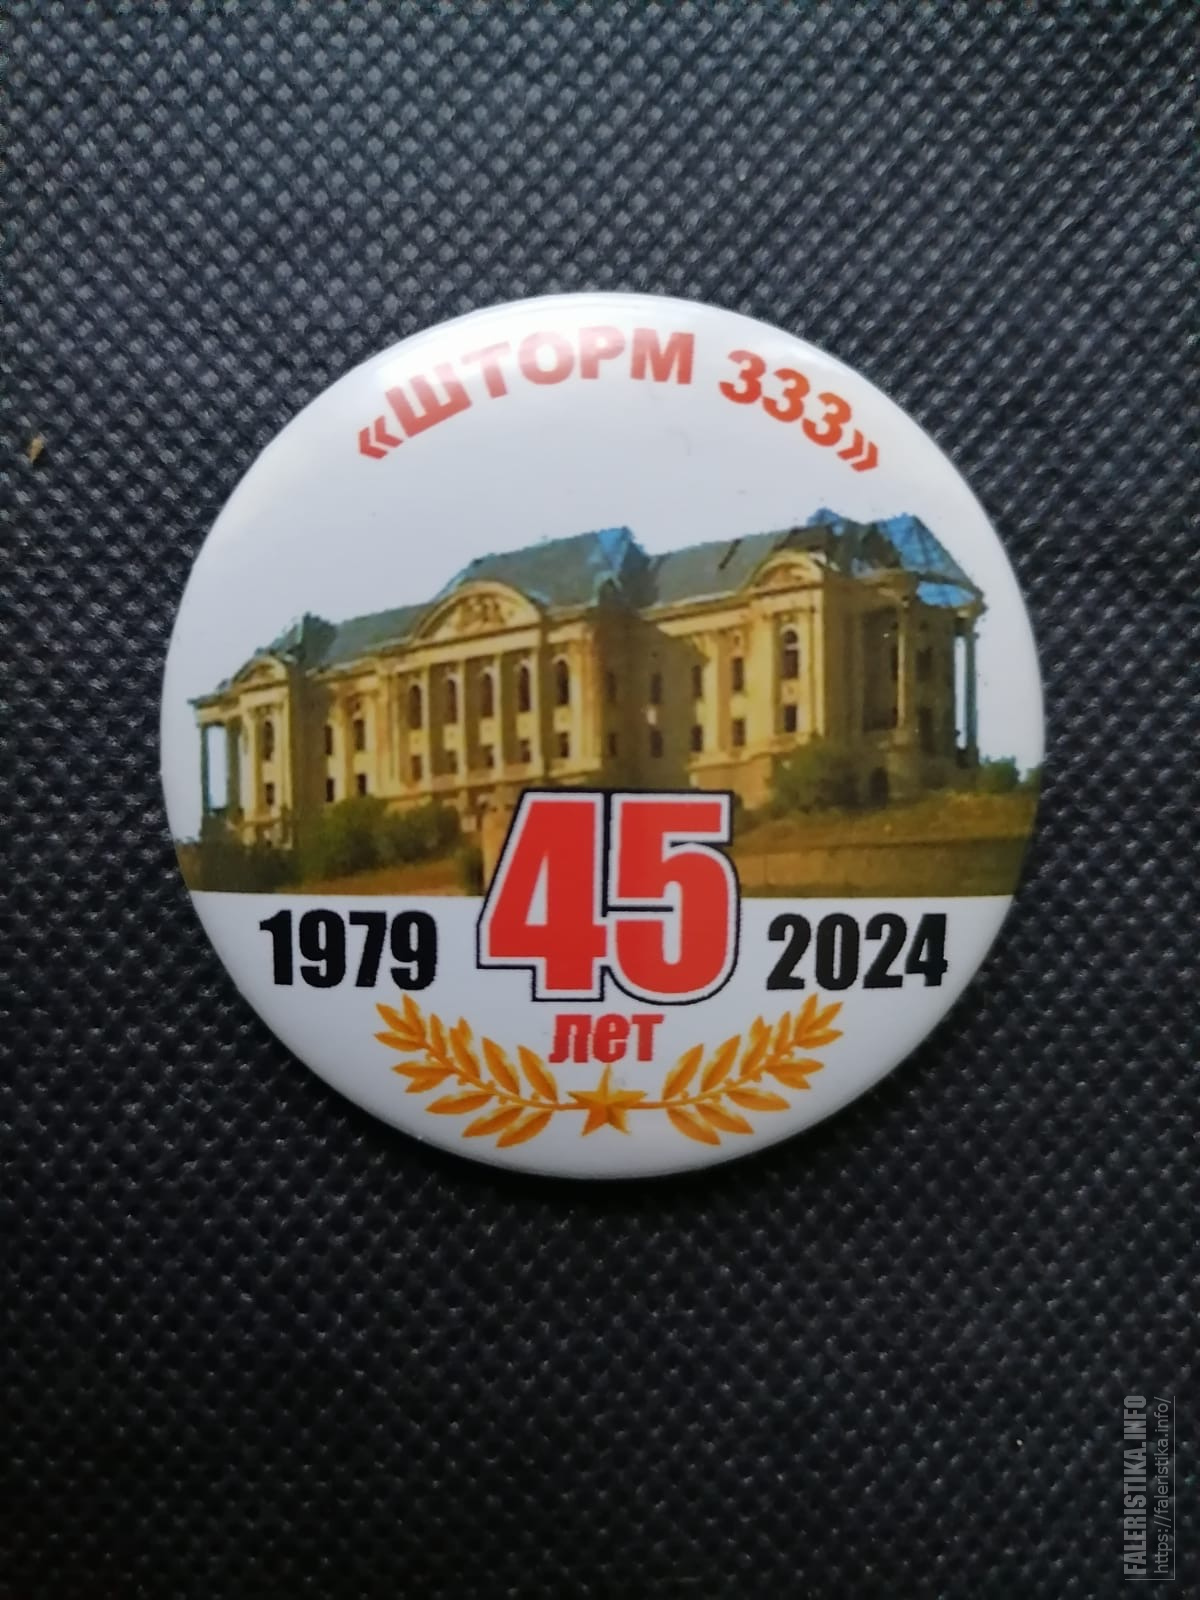 «ШТОРМ 333»
1979 45 2024
лет
FALERISTIKA.INFO
https://faleristika.info/